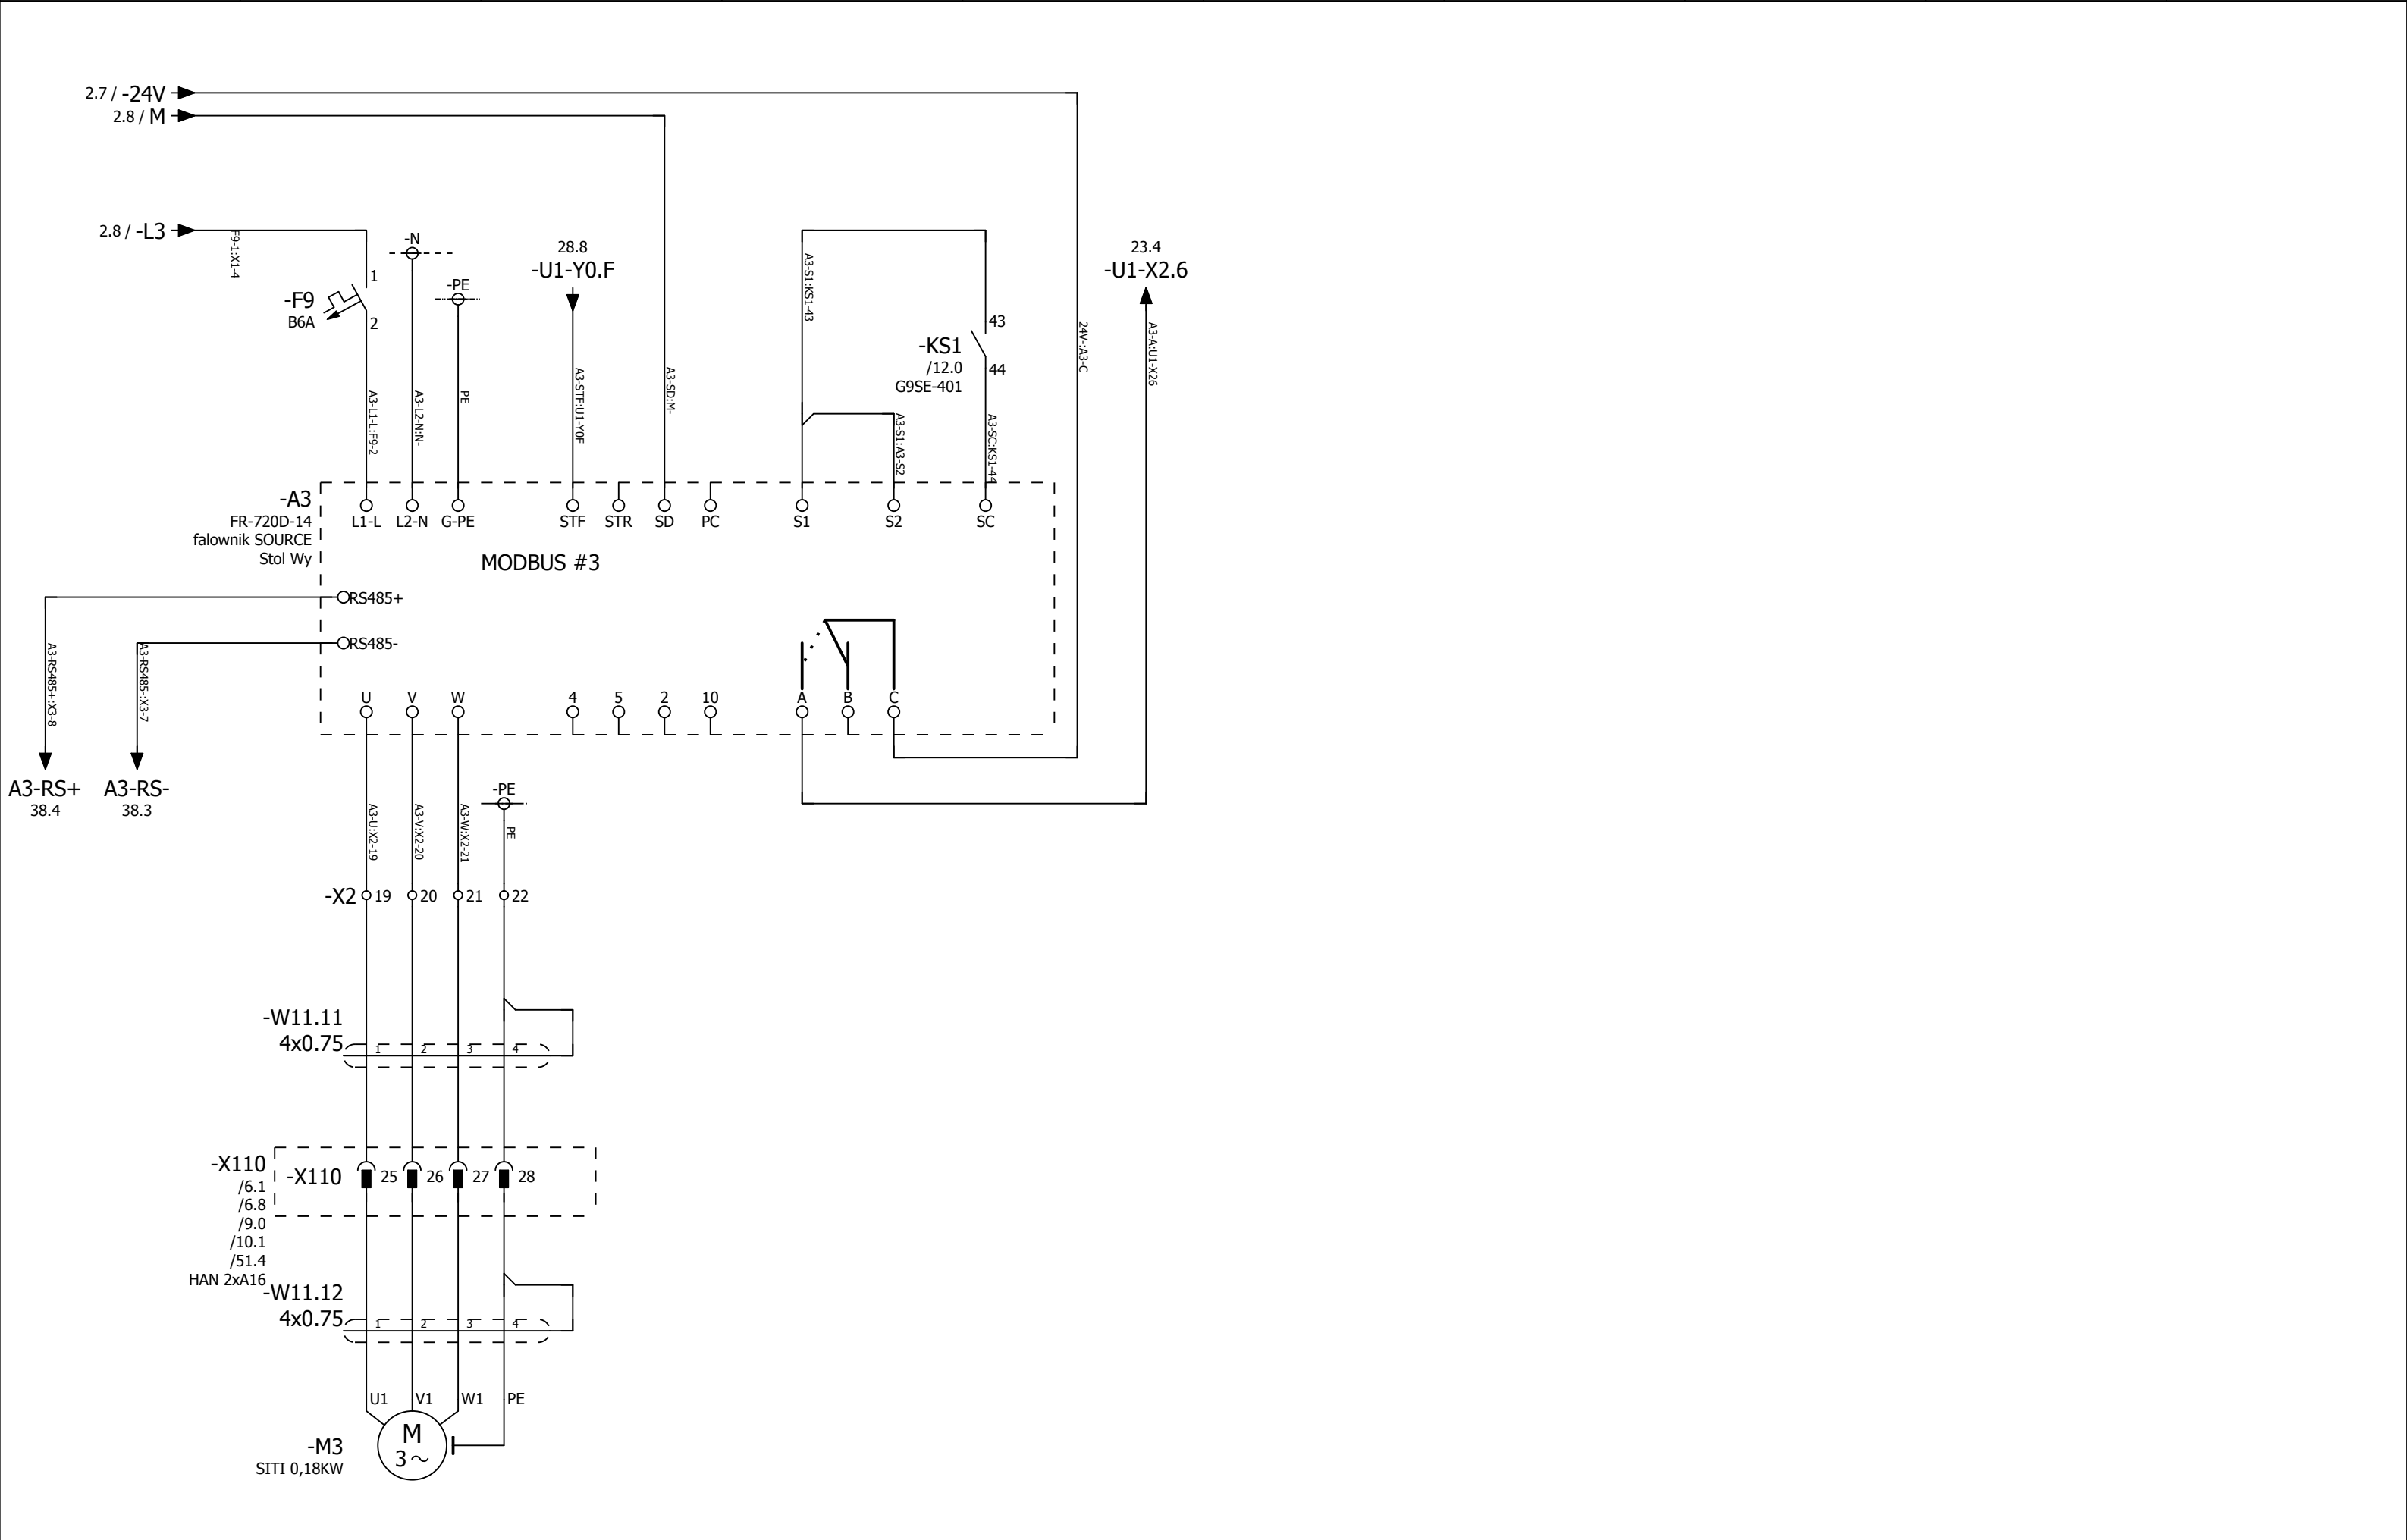 2.7 / -24V
2.8 / M
2.8 / -L3
F9-1:X1-4
-N
-PE
28.8
-U1-Y0.F
23.4
-U1-X2.6
1
-F9
B6A
2
A3-S1:KS1-43
43
-KS1
/12.0
G9SE-401
44
24V-:A3-C
A3-A:U1-X26
A3-L1-L:F9-2
A3-L2-N:N-
PE
A3-STF:U1-Y0F
A3-SD:M-
A3-S1:A3-S2
A3-SC:KS1-44
-A3
FR-720D-14
falownik SOURCE
Stol Wy
L1-L L2-N G-PE STF STR SD PC S1 S2 SC
MODBUS #3
RS485+
RS485-
A3-RS485+:X3-8
A3-RS485-:X3-7
U V W 4 5 2 10 A B C
A3-RS+
38.4
A3-RS-
38.3
-PE
A3-U:X2-19
A3-V:X2-20
A3-W:X2-21
PE
-X2 19 20 21 22
-W11.11
4x0.75
1 2 3 4
-X110
/6.1
/6.8
/9.0
/10.1
/51.4
HAN 2xA16
-X110 25 26 27 28
-W11.12
4x0.75
1 2 3 4
U1 V1 W1 PE
M
3~
-M3
SITI 0,18KW